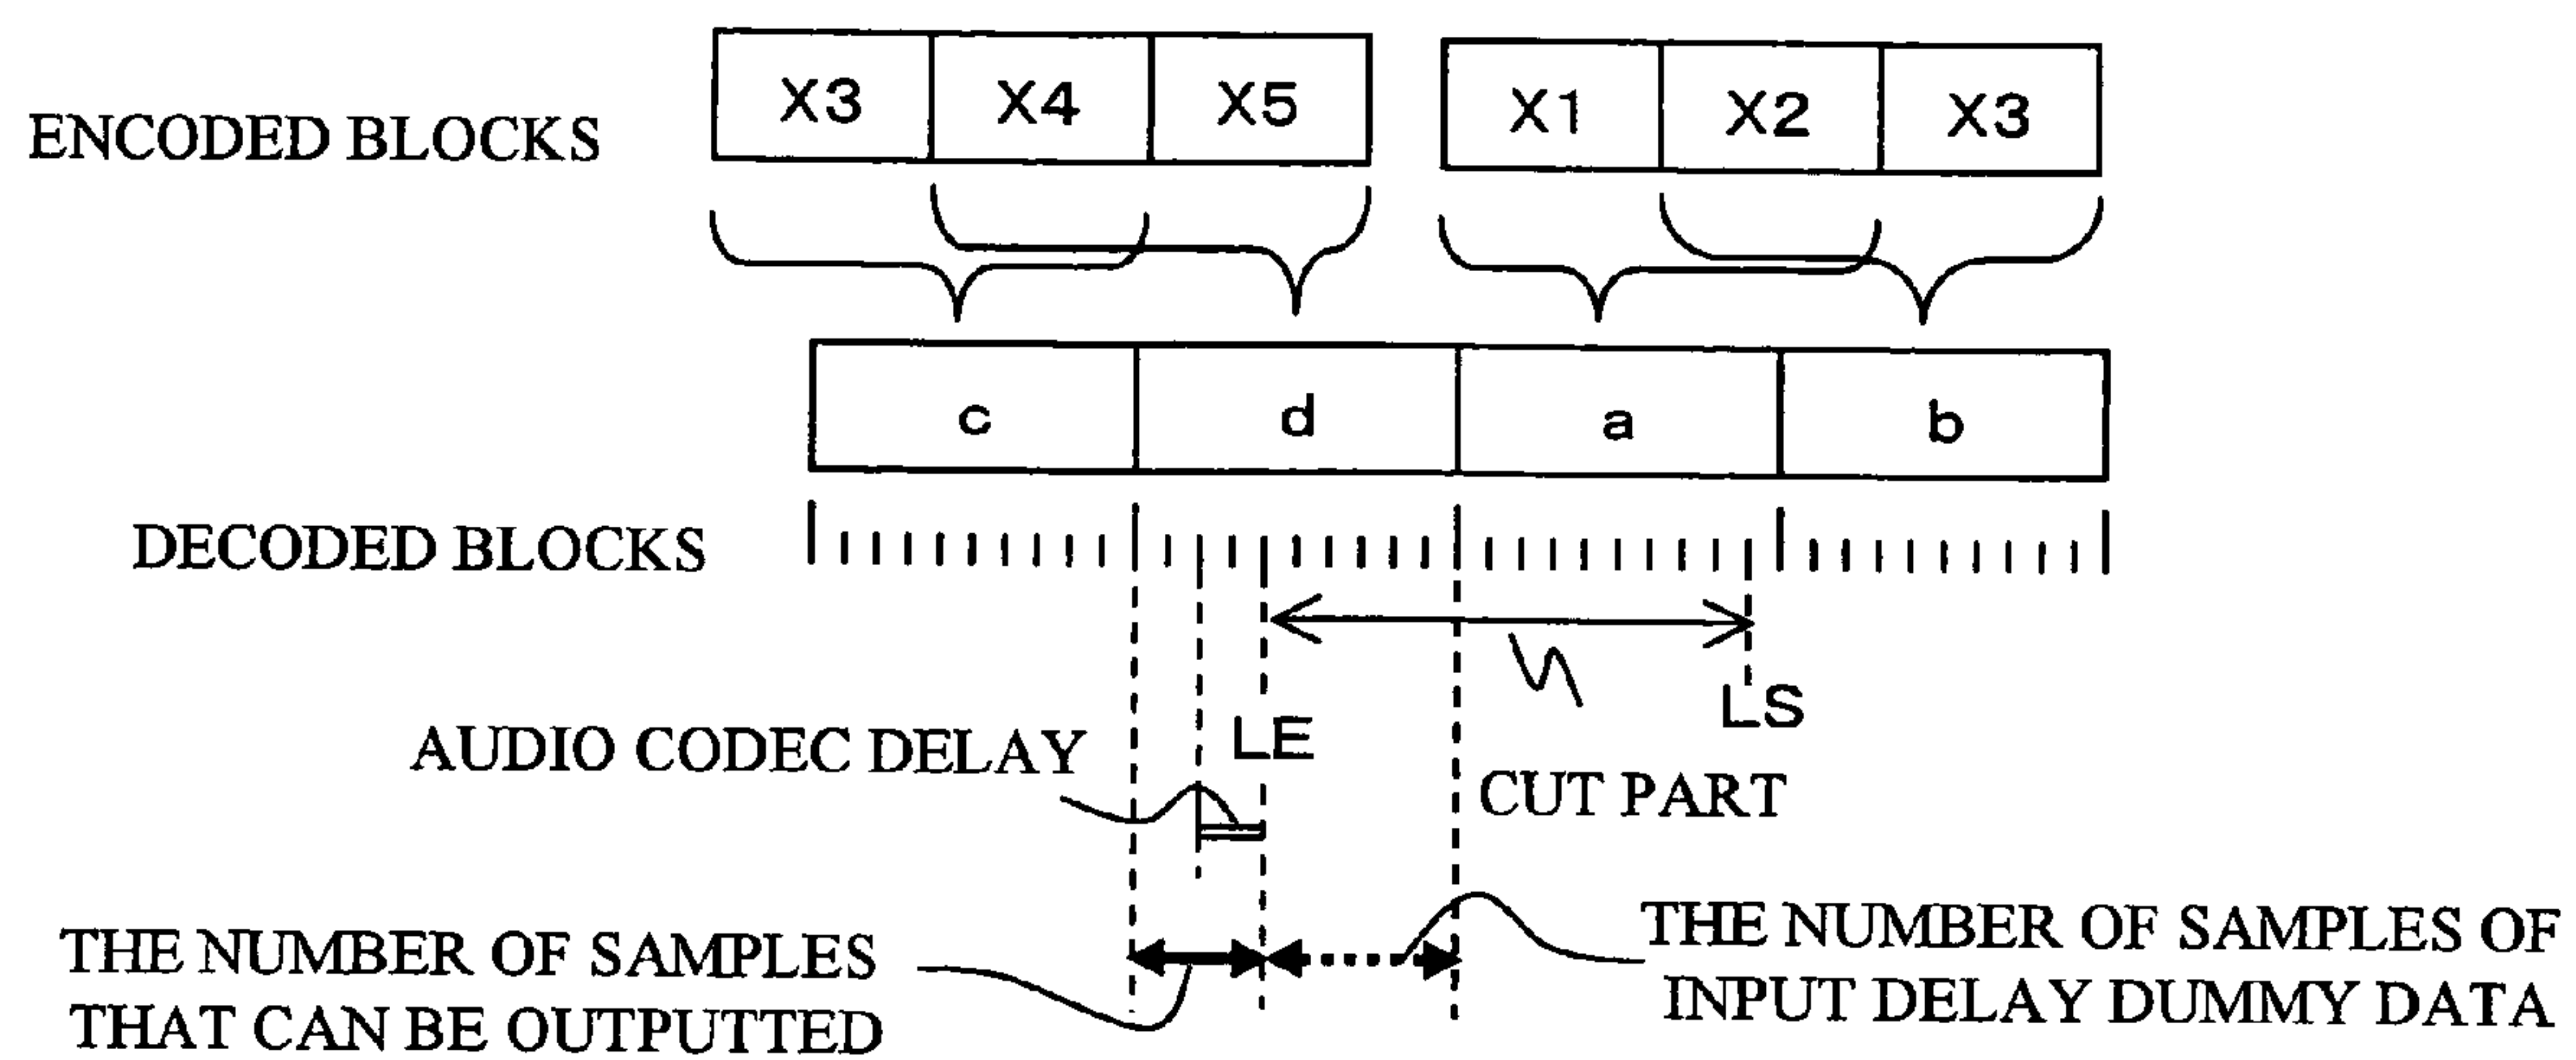 ENCODED BLOCKS
X3 X4 X5 X1 X2 X3
c d a b
DECODED BLOCKS
LS
LE
AUDIO CODEC DELAY
CUT PART
THE NUMBER OF SAMPLES
THAT CAN BE OUTPUTTED
THE NUMBER OF SAMPLES OF
INPUT DELAY DUMMY DATA